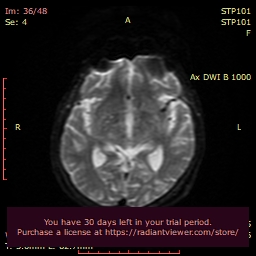 Im: 36/48
Se: 4
A
STP101
STP101
F
Ax DWI B 1000
R
L
You have 30 days left in your trial period.
Purchase a license at https://radiantviewer.com/store/